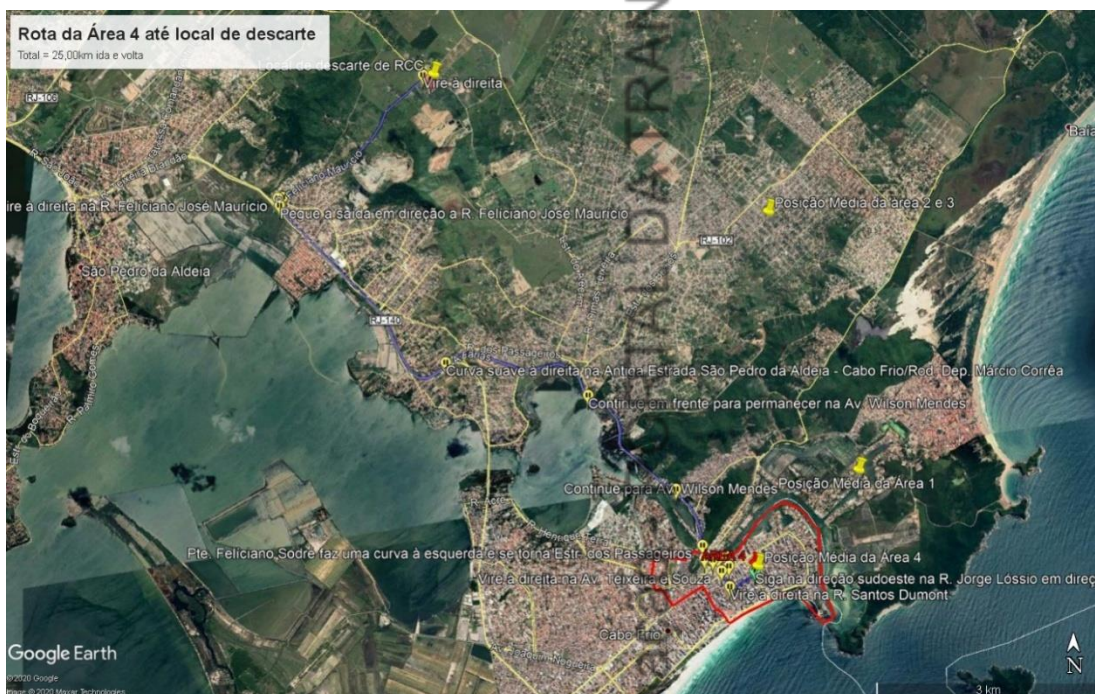 Rota da Área 4 até local de descarte
Total = 25,00km ida e volta
Local de descarte de RCC
Vire à direita
RJ-106
Baia
ire à direita na R. Feliciano José Maurício
Pegue a saída em direção a R. Feliciano José Maurício
Posição Média da área 2 e 3
RJ-102
São Pedro da Aldeia
RJ-140
Curva suave à direita na Antiga Estrada São Pedro da Aldeia - Cabo Frio/Rod. Dep. Márcio Corrêa
Continue em frente para permanecer na Av. Wilson Mendes
Continue para Av. Wilson Mendes
Posição Média da Área 1
Pte. Feliciano Sodré faz uma curva à esquerda e se torna Estr. dos Passageiros
ÁREA 4
Posição Média da Área 4
Vire à direita na Av. Teixeira e Souza
Siga na direção sudoeste na R. Jorge Lóssio em direç
Vire à direita na R. Santos Dumont
Cabo Frio
Google Earth
©2020 Google
Image © 2020 Maxar Technologies
N
3 km
DA TRAN